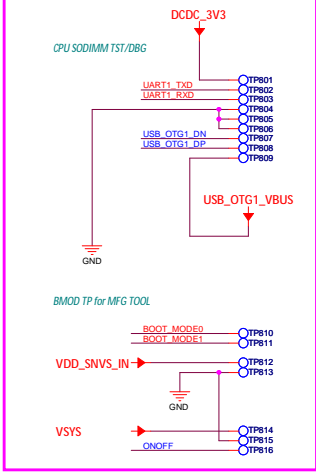 DCDC_3V3
CPU SODIMM TST/DBG
TP801
UART1_TXD TP802
UART1_RXD TP803
TP804
TP805
TP806
USB_OTG1_DN TP807
USB_OTG1_DP TP808
TP809
USB_OTG1_VBUS
GND
BMOD TP for MFG TOOL
BOOT_MODE0 TP810
BOOT_MODE1 TP811
VDD_SNVS_IN TP812
TP813
GND
VSYS TP814
TP815
ONOFF TP816